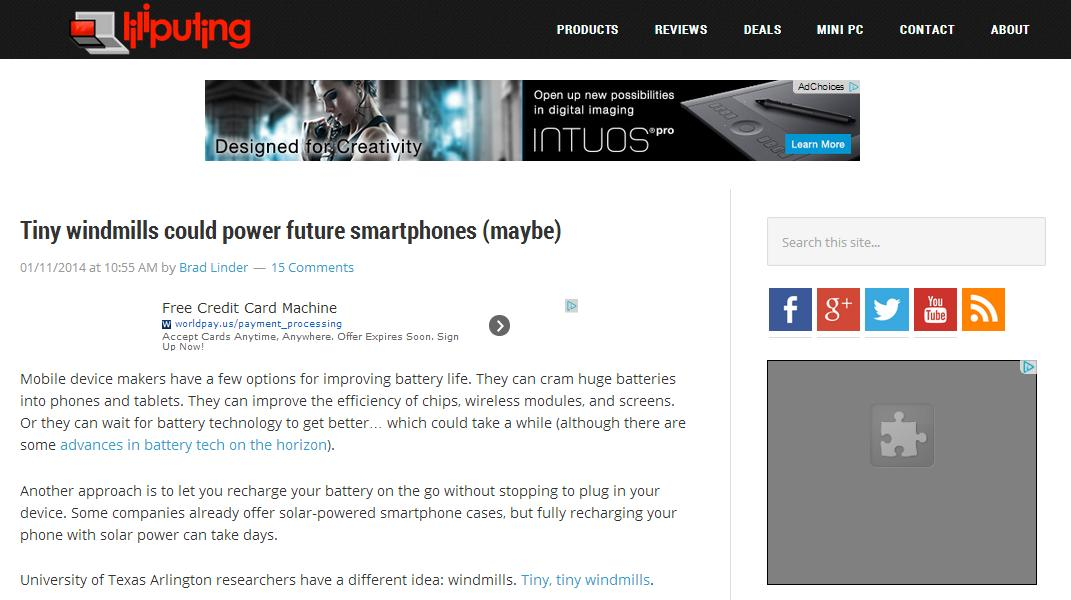 liliputing
PRODUCTS REVIEWS DEALS MINI PC CONTACT ABOUT
Designed for Creativity
Open up new possibilities
in digital imaging
INTUOS®pro
AdChoices
Learn More
Tiny windmills could power future smartphones (maybe)
01/11/2014 at 10:55 AM by Brad Linder — 15 Comments
Free Credit Card Machine
W worldpay.us/payment_processing
Accept Cards Anytime, Anywhere. Offer Expires Soon. Sign
Up Now!
Mobile device makers have a few options for improving battery life. They can cram huge batteries
into phones and tablets. They can improve the efficiency of chips, wireless modules, and screens.
Or they can wait for battery technology to get better… which could take a while (although there are
some advances in battery tech on the horizon).
Another approach is to let you recharge your battery on the go without stopping to plug in your
device. Some companies already offer solar-powered smartphone cases, but fully recharging your
phone with solar power can take days.
University of Texas Arlington researchers have a different idea: windmills. Tiny, tiny windmills.
Search this site...
f g+ You
Tube